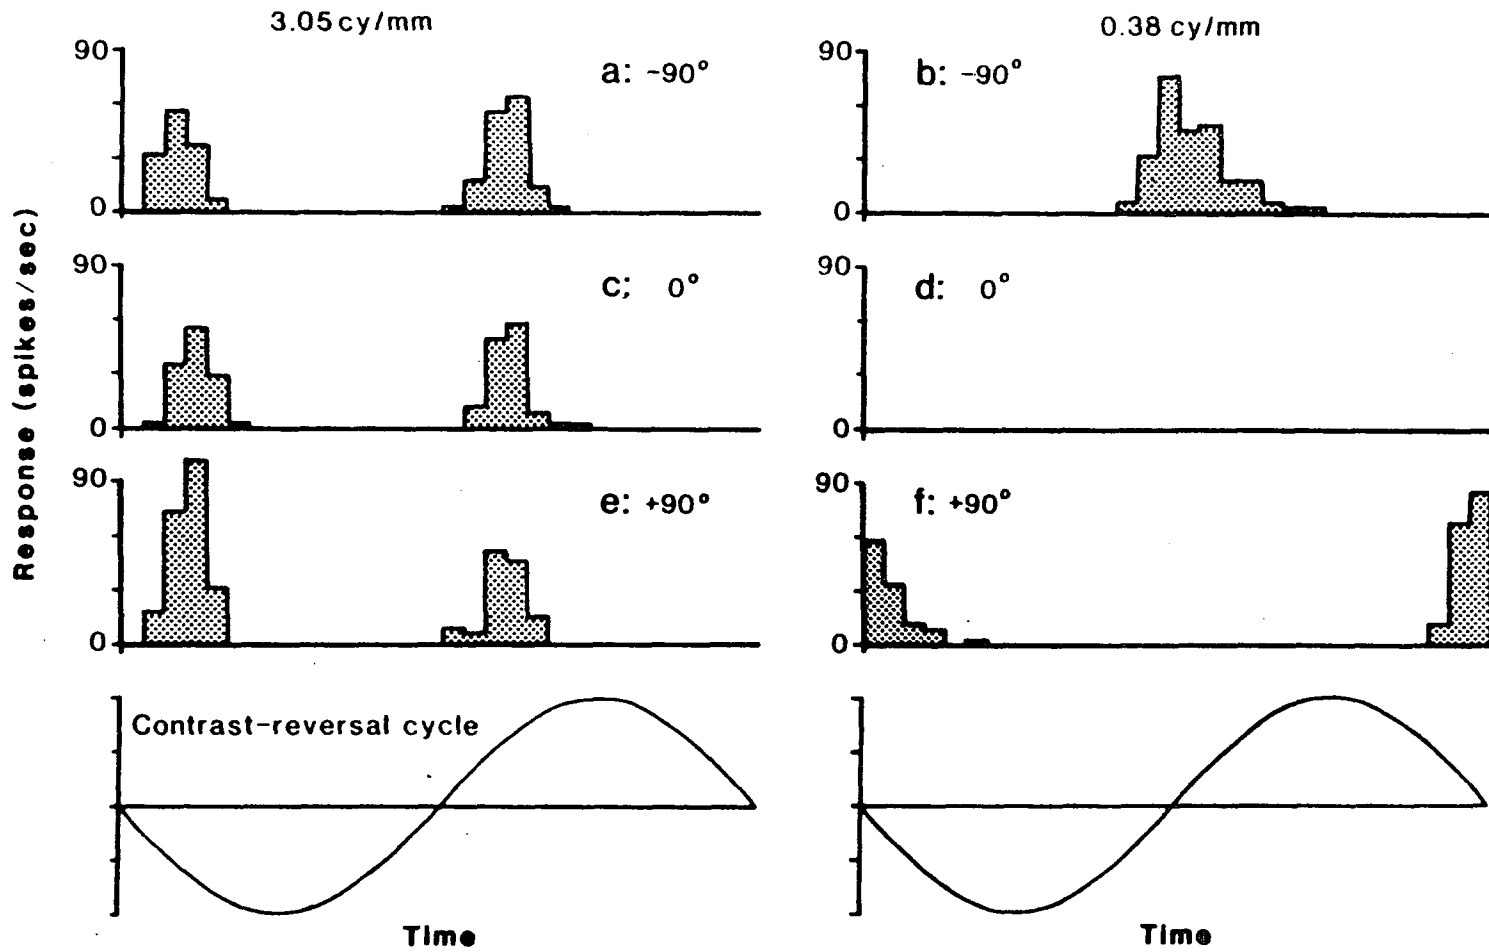 3.05 cy/mm
0.38 cy/mm
90
a: -90°
0
90
b: -90°
0
90
c; 0°
0
90
d: 0°
0
90
e: +90°
0
90
f: +90°
0
Response (spikes/sec)
Contrast-reversal cycle
Time
Time